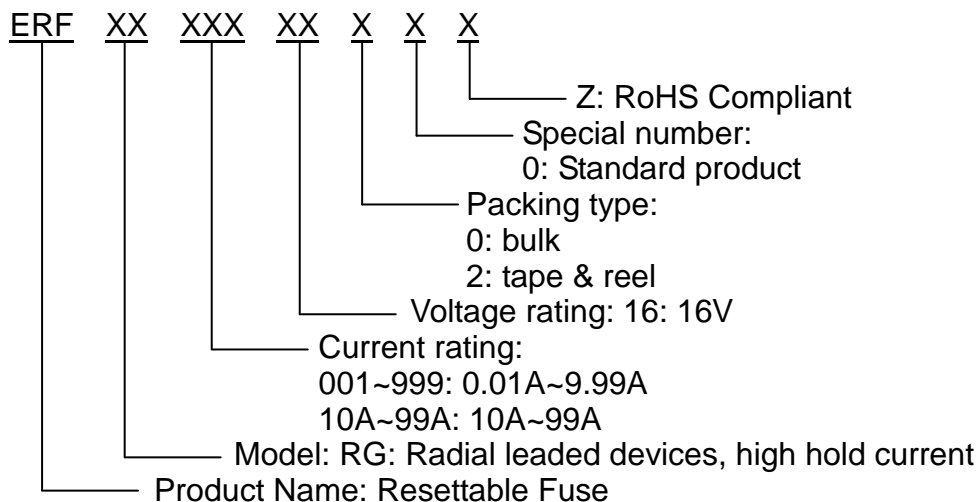 ERF XX XXX XX X X X
Z: RoHS Compliant
Special number:
0: Standard product
Packing type:
0: bulk
2: tape & reel
Voltage rating: 16: 16V
Current rating:
001~999: 0.01A~9.99A
10A~99A: 10A~99A
Model: RG: Radial leaded devices, high hold current
Product Name: Resettable Fuse